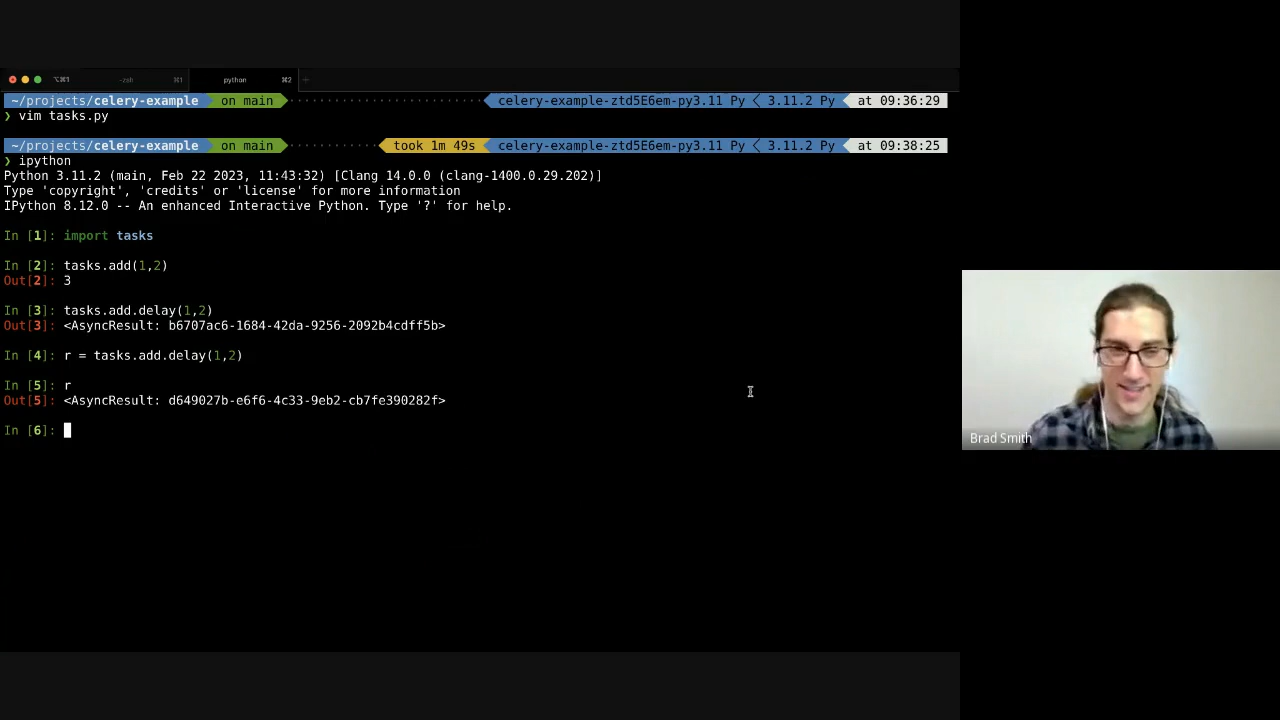 ⌥⌘1 -zsh ⌘1 python ⌘2 +
~/projects/celery-example on main celery-example-ztd5E6em-py3.11 Py 3.11.2 Py at 09:36:29
❯ vim tasks.py
~/projects/celery-example on main took 1m 49s celery-example-ztd5E6em-py3.11 Py 3.11.2 Py at 09:38:25
❯ ipython
Python 3.11.2 (main, Feb 22 2023, 11:43:32) [Clang 14.0.0 (clang-1400.0.29.202)]
Type 'copyright', 'credits' or 'license' for more information
IPython 8.12.0 -- An enhanced Interactive Python. Type '?' for help.
In [1]: import tasks
In [2]: tasks.add(1,2)
Out[2]: 3
In [3]: tasks.add.delay(1,2)
Out[3]: <AsyncResult: b6707ac6-1684-42da-9256-2092b4cdff5b>
In [4]: r = tasks.add.delay(1,2)
In [5]: r
Out[5]: <AsyncResult: d649027b-e6f6-4c33-9eb2-cb7fe390282f>
In [6]:
Brad Smith